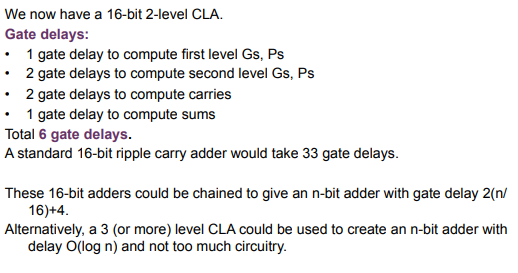 We now have a 16-bit 2-level CLA.
Gate delays:
• 1 gate delay to compute first level Gs, Ps
• 2 gate delays to compute second level Gs, Ps
• 2 gate delays to compute carries
• 1 gate delay to compute sums
Total 6 gate delays.
A standard 16-bit ripple carry adder would take 33 gate delays.
These 16-bit adders could be chained to give an n-bit adder with gate delay 2(n/
16)+4.
Alternatively, a 3 (or more) level CLA could be used to create an n-bit adder with
delay O(log n) and not too much circuitry.